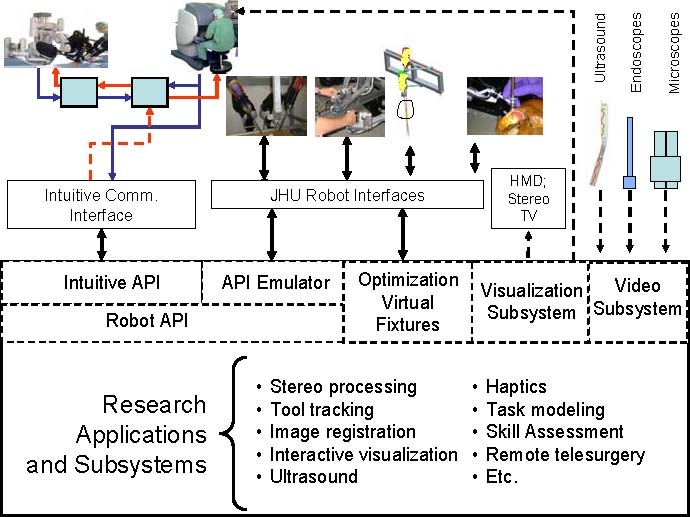 Ultrasound
Endoscopes
Microscopes
Intuitive Comm.
Interface
JHU Robot Interfaces
HMD;
Stereo
TV
Intuitive API
API Emulator
Robot API
Optimization
Virtual
Fixtures
Visualization
Subsystem
Video
Subsystem
Research
Applications
and Subsystems
• Stereo processing
• Tool tracking
• Image registration
• Interactive visualization
• Ultrasound
• Haptics
• Task modeling
• Skill Assessment
• Remote telesurgery
• Etc.